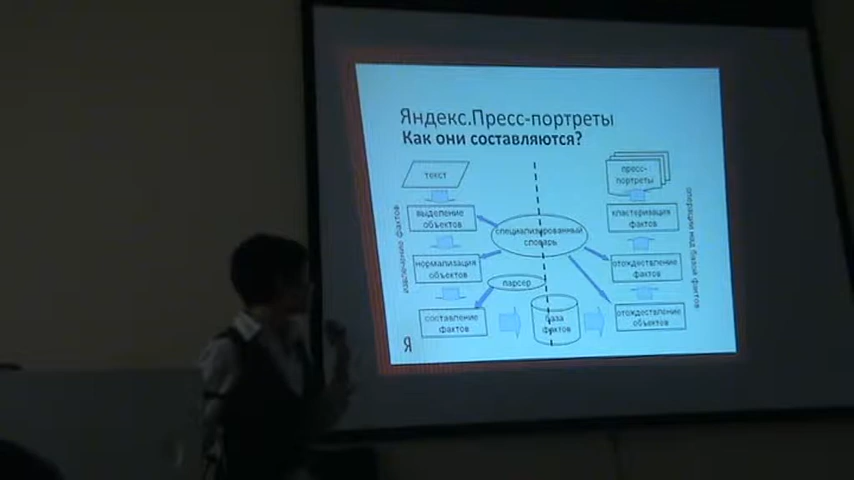 Яндекс.Пресс-портреты
Как они составляются?
текст
выделение
объектов
нормализация
объектов
составление
фактов
извлечение фактов
специализированный
словарь
парсер
база
фактов
пресс-
портреты
кластеризация
фактов
отождествление
фактов
отождествление
объектов
операции над базой фактов
Я